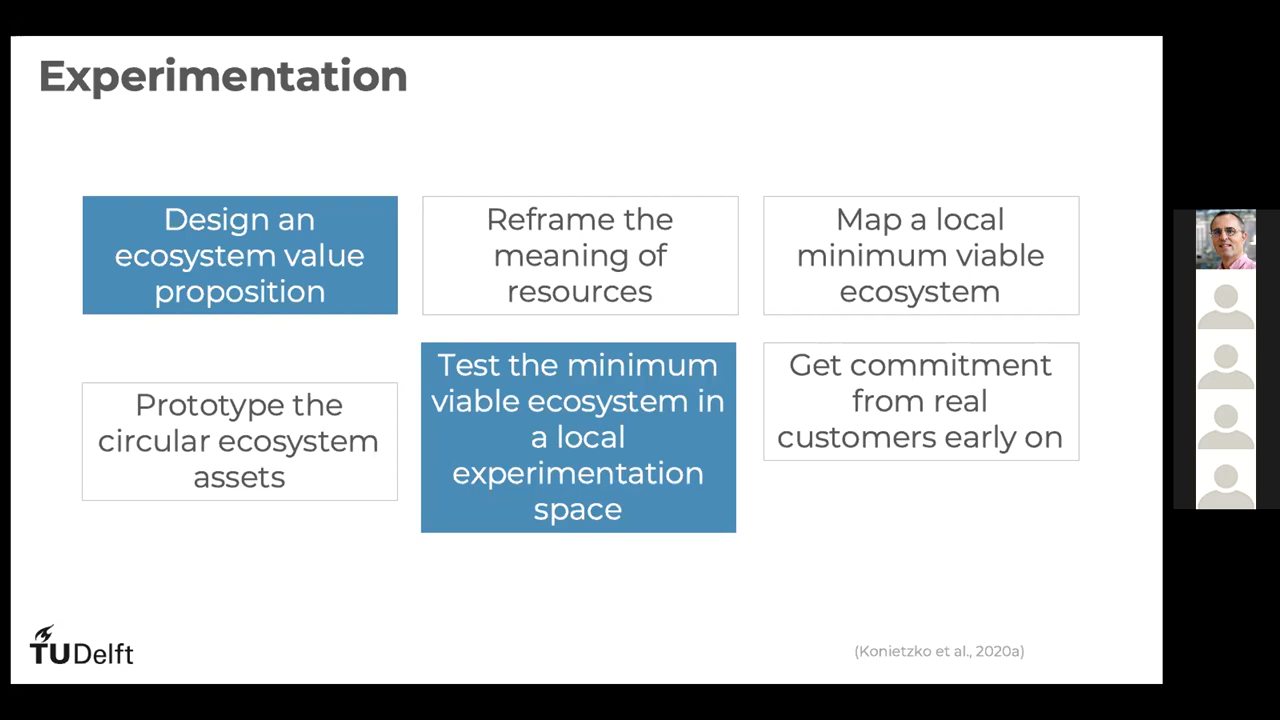 Experimentation
Design an
ecosystem value
proposition
Reframe the
meaning of
resources
Map a local
minimum viable
ecosystem
Prototype the
circular ecosystem
assets
Test the minimum
viable ecosystem in
a local
experimentation
space
Get commitment
from real
customers early on
TUDelft
(Konietzko et al., 2020a)